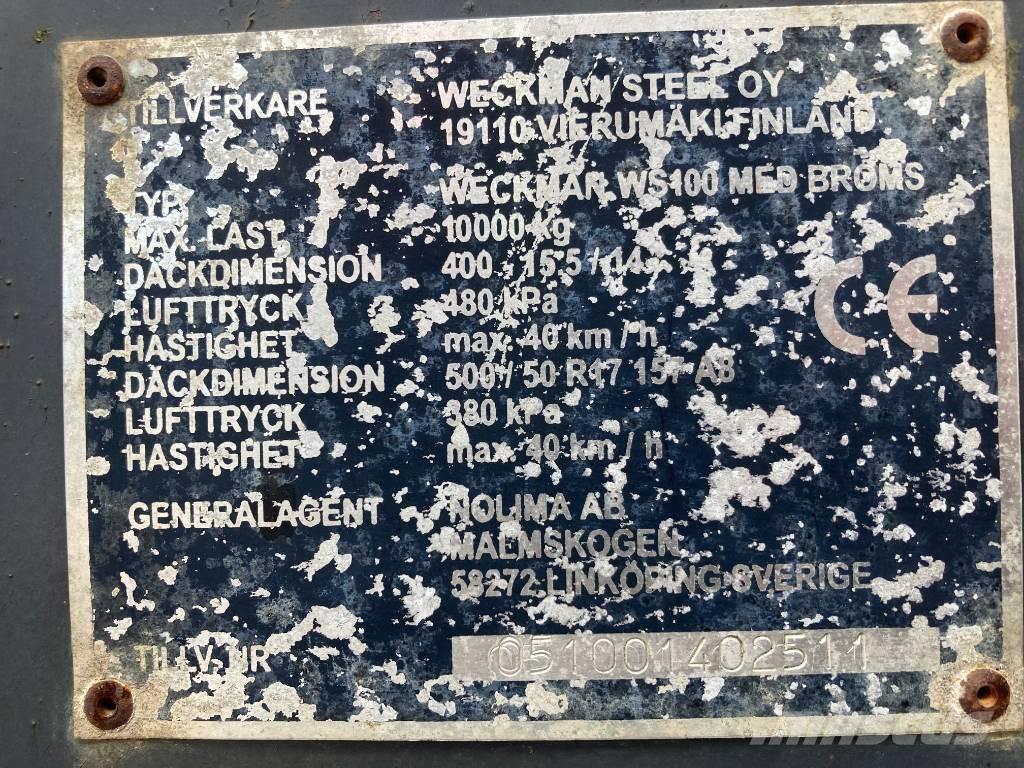 TILLVERKARE WECKMAN STEEL OY
19110 VIERUMÄKI FINLAND
TYP WECKMAN WS100 MED BROMS
MAX. LAST 10000 Kg
DÄCKDIMENSION 400 - 15.5 / 14
LUFTTRYCK 480 kPa
HASTIGHET max. 40 km / h
DÄCKDIMENSION 500 / 50 R17 A8
LUFTTRYCK 380 kPa
HASTIGHET max. 40 km / h
CE
GENERALAGENT NOLIMA AB
MALMSKOGEN
58272 LINKÖPING SVERIGE
TILLV. NR 051001402511